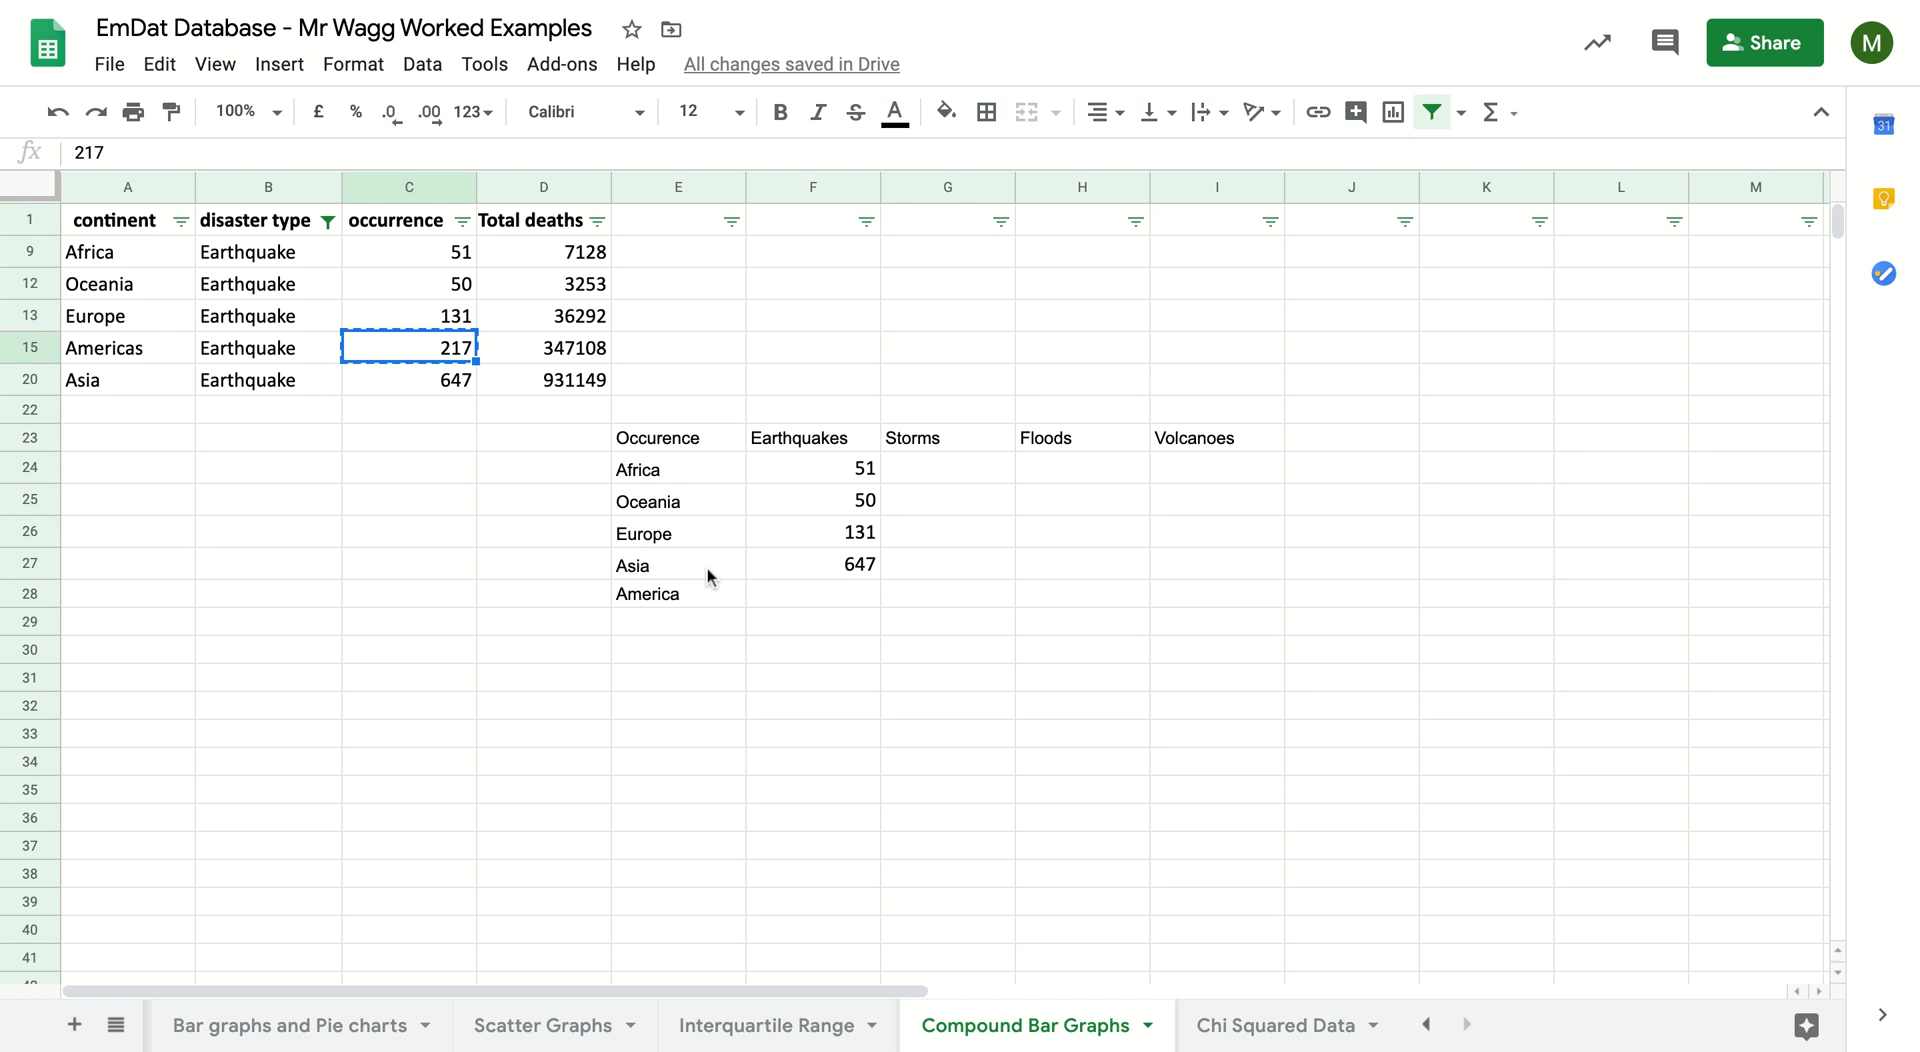 EmDat Database - Mr Wagg Worked Examples
File Edit View Insert Format Data Tools Add-ons Help All changes saved in Drive
Share M
100% £ % .0 .00 123 Calibri 12 B I S A Σ
31
fx 217
A B C D E F G H I J K L M
1 continent disaster type occurrence Total deaths
9 Africa Earthquake 51 7128
12 Oceania Earthquake 50 3253
13 Europe Earthquake 131 36292
15 Americas Earthquake 217 347108
20 Asia Earthquake 647 931149
22
23 Occurence Earthquakes Storms Floods Volcanoes
24 Africa 51
25 Oceania 50
26 Europe 131
27 Asia 647
28 America
29
30
31
32
33
34
35
36
37
38
39
40
41
Bar graphs and Pie charts Scatter Graphs Interquartile Range Compound Bar Graphs Chi Squared Data